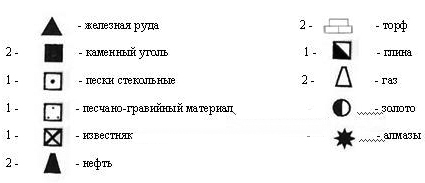 - железная руда
2 - - каменный уголь
1 - - пески стекольные
1 - - песчано-гравийный материал
1 - - известняк
2 - - нефть
2 - - торф
1 - - глина
2 - - газ
- - золото
- - алмазы